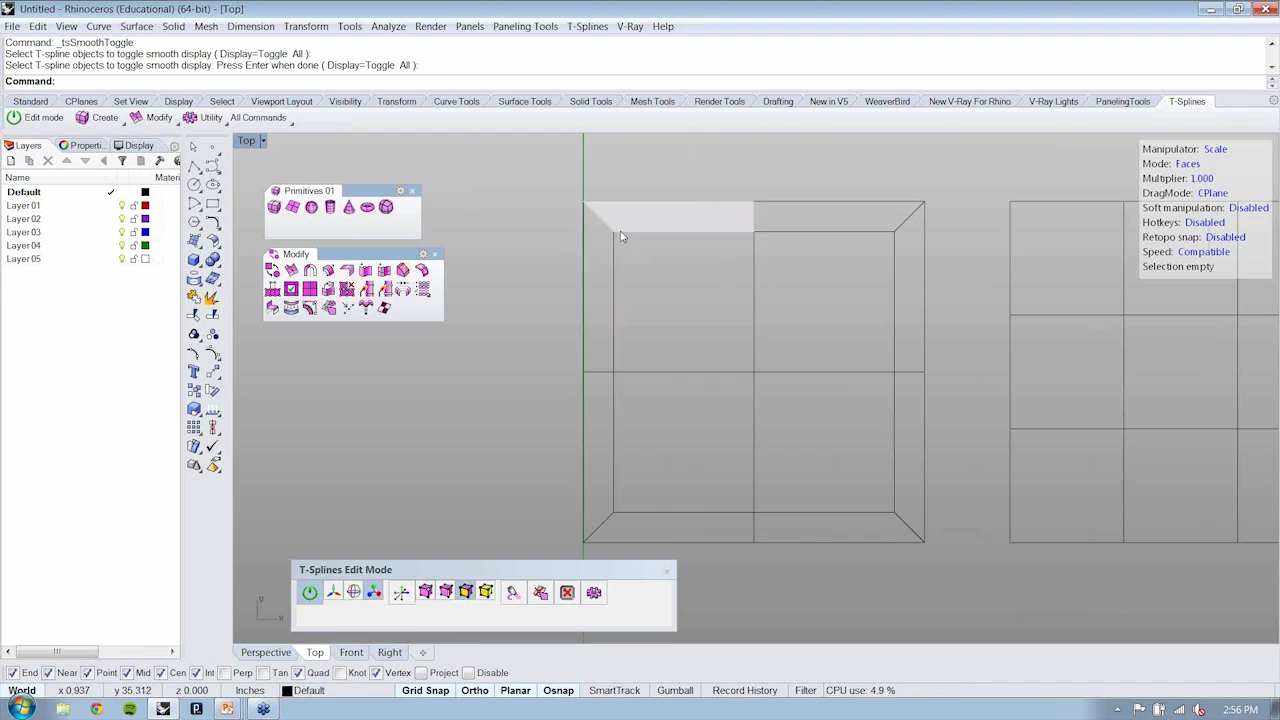 Untitled - Rhinoceros (Educational) (64-bit) - [Top]
File Edit View Curve Surface Solid Mesh Dimension Transform Tools Analyze Render Panels Paneling Tools T-Splines V-Ray Help
Command: _tsSmoothToggle
Select T-spline objects to toggle smooth display ( Display=Toggle All ):
Select T-spline objects to toggle smooth display. Press Enter when done ( Display=Toggle All ):
Command:
Standard CPlanes Set View Display Select Viewport Layout Visibility Transform Curve Tools Surface Tools Solid Tools Mesh Tools Render Tools Drafting New in V5 WeaverBird New V-Ray For Rhino V-Ray Lights PanelingTools T-Splines
Edit mode Create Modify Utility All Commands
Layers Properti... Display
Top
Name Materi
Default
Layer 01
Layer 02
Layer 03
Layer 04
Layer 05
Primitives 01
Modify
Manipulator: Scale
Mode: Faces
Multiplier: 1.000
DragMode: CPlane
Soft manipulation: Disabled
Hotkeys: Disabled
Retopo snap: Disabled
Speed: Compatible
Selection empty
T-Splines Edit Mode
y
x
Perspective Top Front Right
End Near Point Mid Cen Int Perp Tan Quad Knot Vertex Project Disable
World x 0.937 y 35.312 z 0.000 Inches Default Grid Snap Ortho Planar Osnap SmartTrack Gumball Record History Filter CPU use: 4.9 %
2:56 PM